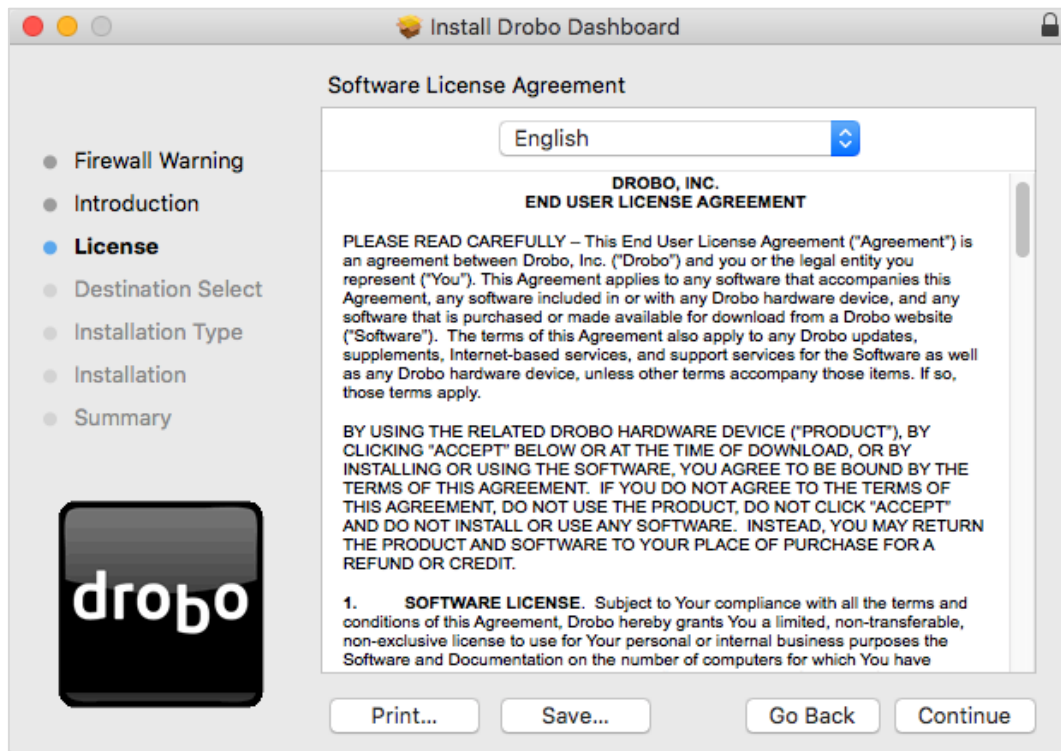 Install Drobo Dashboard
Software License Agreement
Firewall Warning
Introduction
License
Destination Select
Installation Type
Installation
Summary
drobo
English
DROBO, INC.
END USER LICENSE AGREEMENT
PLEASE READ CAREFULLY – This End User License Agreement ("Agreement") is
an agreement between Drobo, Inc. ("Drobo") and you or the legal entity you
represent ("You"). This Agreement applies to any software that accompanies this
Agreement, any software included in or with any Drobo hardware device, and any
software that is purchased or made available for download from a Drobo website
("Software").  The terms of this Agreement also apply to any Drobo updates,
supplements, Internet-based services, and support services for the Software as well
as any Drobo hardware device, unless other terms accompany those items. If so,
those terms apply.
BY USING THE RELATED DROBO HARDWARE DEVICE ("PRODUCT"), BY
CLICKING "ACCEPT" BELOW OR AT THE TIME OF DOWNLOAD, OR BY
INSTALLING OR USING THE SOFTWARE, YOU AGREE TO BE BOUND BY THE
TERMS OF THIS AGREEMENT.  IF YOU DO NOT AGREE TO THE TERMS OF
THIS AGREEMENT, DO NOT USE THE PRODUCT, DO NOT CLICK "ACCEPT"
AND DO NOT INSTALL OR USE ANY SOFTWARE.  INSTEAD, YOU MAY RETURN
THE PRODUCT AND SOFTWARE TO YOUR PLACE OF PURCHASE FOR A
REFUND OR CREDIT.
1. SOFTWARE LICENSE.  Subject to Your compliance with all the terms and
conditions of this Agreement, Drobo hereby grants You a limited, non-transferable,
non-exclusive license to use for Your personal or internal business purposes the
Software and Documentation on the number of computers for which You have
Print...
Save...
Go Back
Continue